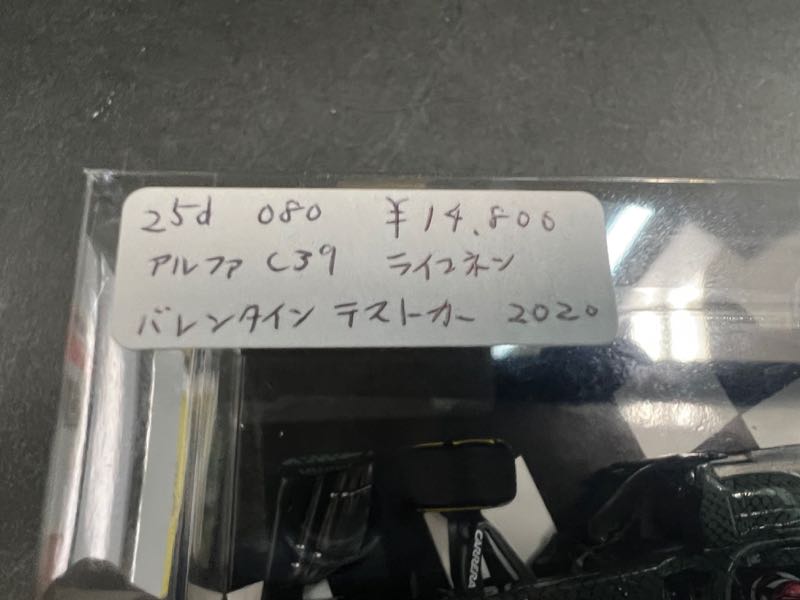 25d 080 ¥14.800
アルファ C39 ライコネン
バレンタイン テストカー 2020
CARRERA